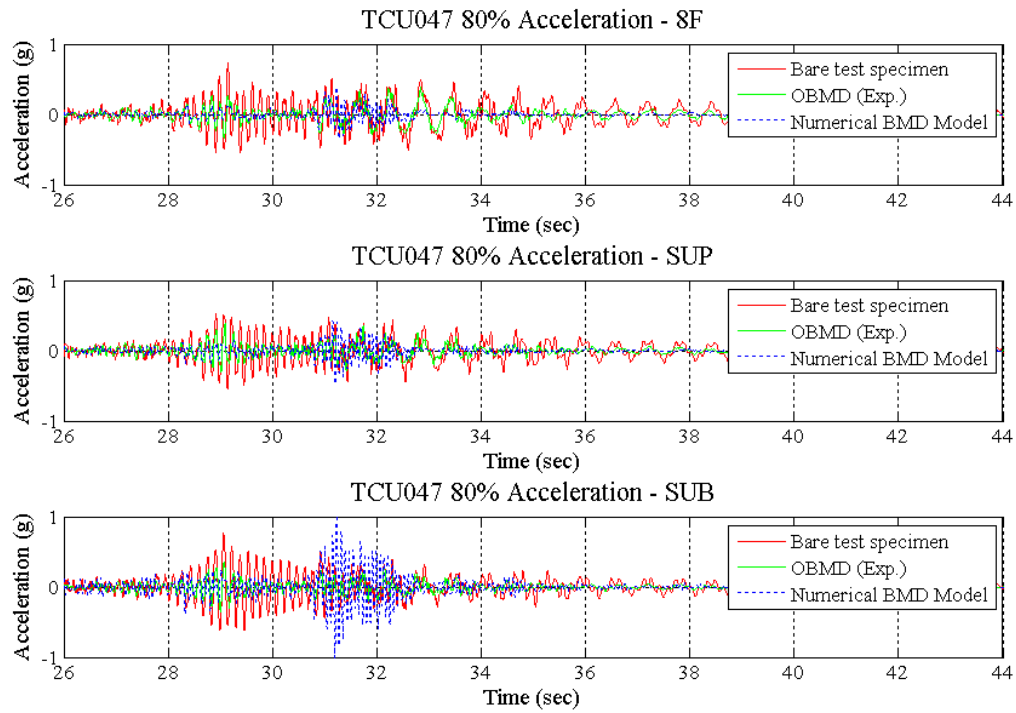 TCU047 80% Acceleration - 8F
1
0
-1
Acceleration (g)
Bare test specimen
OBMD (Exp.)
Numerical BMD Model
26 28 30 32 34 36 38 40 42 44
Time (sec)
TCU047 80% Acceleration - SUP
1
0
-1
Acceleration (g)
Bare test specimen
OBMD (Exp.)
Numerical BMD Model
26 28 30 32 34 36 38 40 42 44
Time (sec)
TCU047 80% Acceleration - SUB
1
0
-1
Acceleration (g)
Bare test specimen
OBMD (Exp.)
Numerical BMD Model
26 28 30 32 34 36 38 40 42 44
Time (sec)